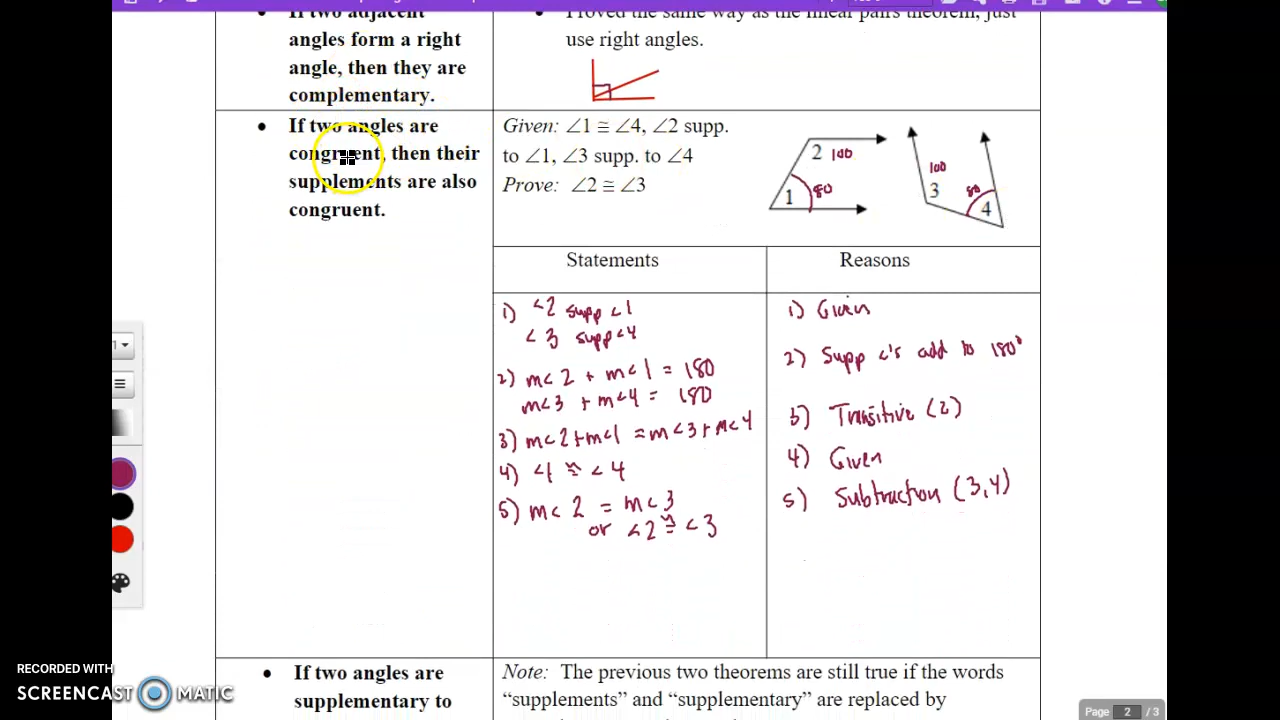 If two adjacent
angles form a right
angle, then they are
complementary.
Proved the same way as the linear pairs theorem, just
use right angles.
If two angles are
congruent, then their
supplements are also
congruent.
Given: ∠1 ≅ ∠4, ∠2 supp.
to ∠1, ∠3 supp. to ∠4
Prove: ∠2 ≅ ∠3
2 100
1 80
100
3
80
4
Statements
Reasons
1) ∠2 supp ∠1
∠3 supp ∠4
2) m∠2 + m∠1 = 180
m∠3 + m∠4 = 180
3) m∠2+m∠1 = m∠3+m∠4
4) ∠1 ≅ ∠4
5) m∠2 = m∠3
or ∠2 ≅ ∠3
1) Given
2) Supp ∠'s add to 180°
3) Transitive (2)
4) Given
5) Subtraction (3,4)
If two angles are
supplementary to
Note: The previous two theorems are still true if the words
“supplements” and “supplementary” are replaced by
1
RECORDED WITH
SCREENCAST MATIC
Page 2 / 3